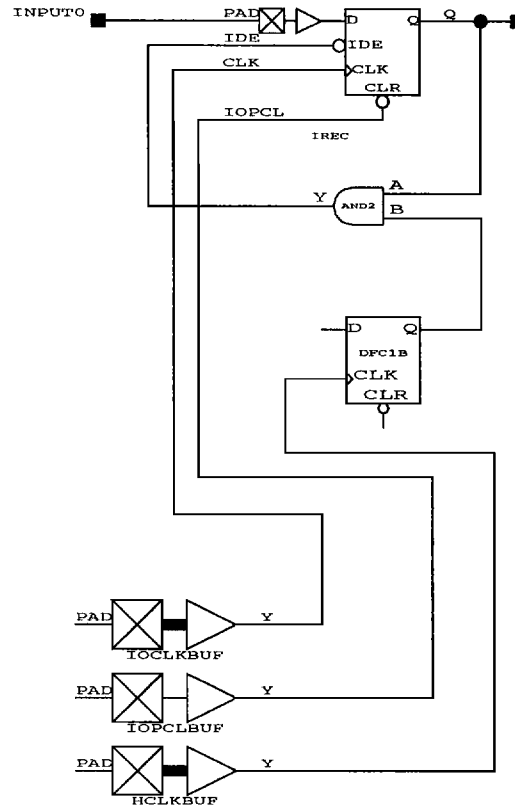 INPUT0 PAD D Q Q
IDE IDE
CLK CLK
CLR
IOPCL IREC
Y AND2 A
B
D Q
DFC1B
CLK
CLR
PAD Y
IOCLKBUF
PAD Y
IOPCLBUF
PAD Y
HCLKBUF